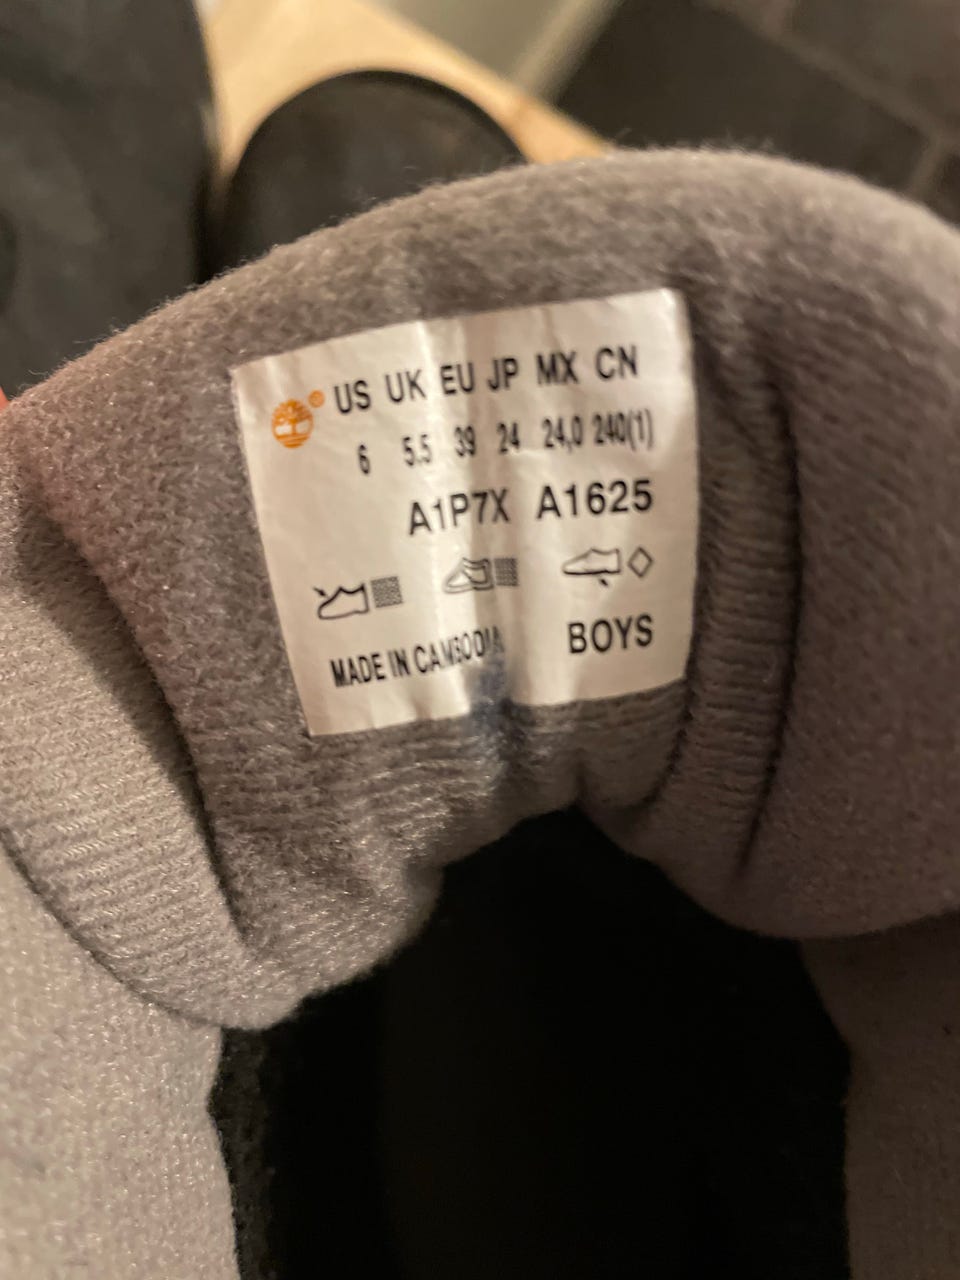 ® US UK EU JP MX CN
6 5.5 39 24 24,0 240(1)
A1P7X A1625
MADE IN CAMBODIA BOYS